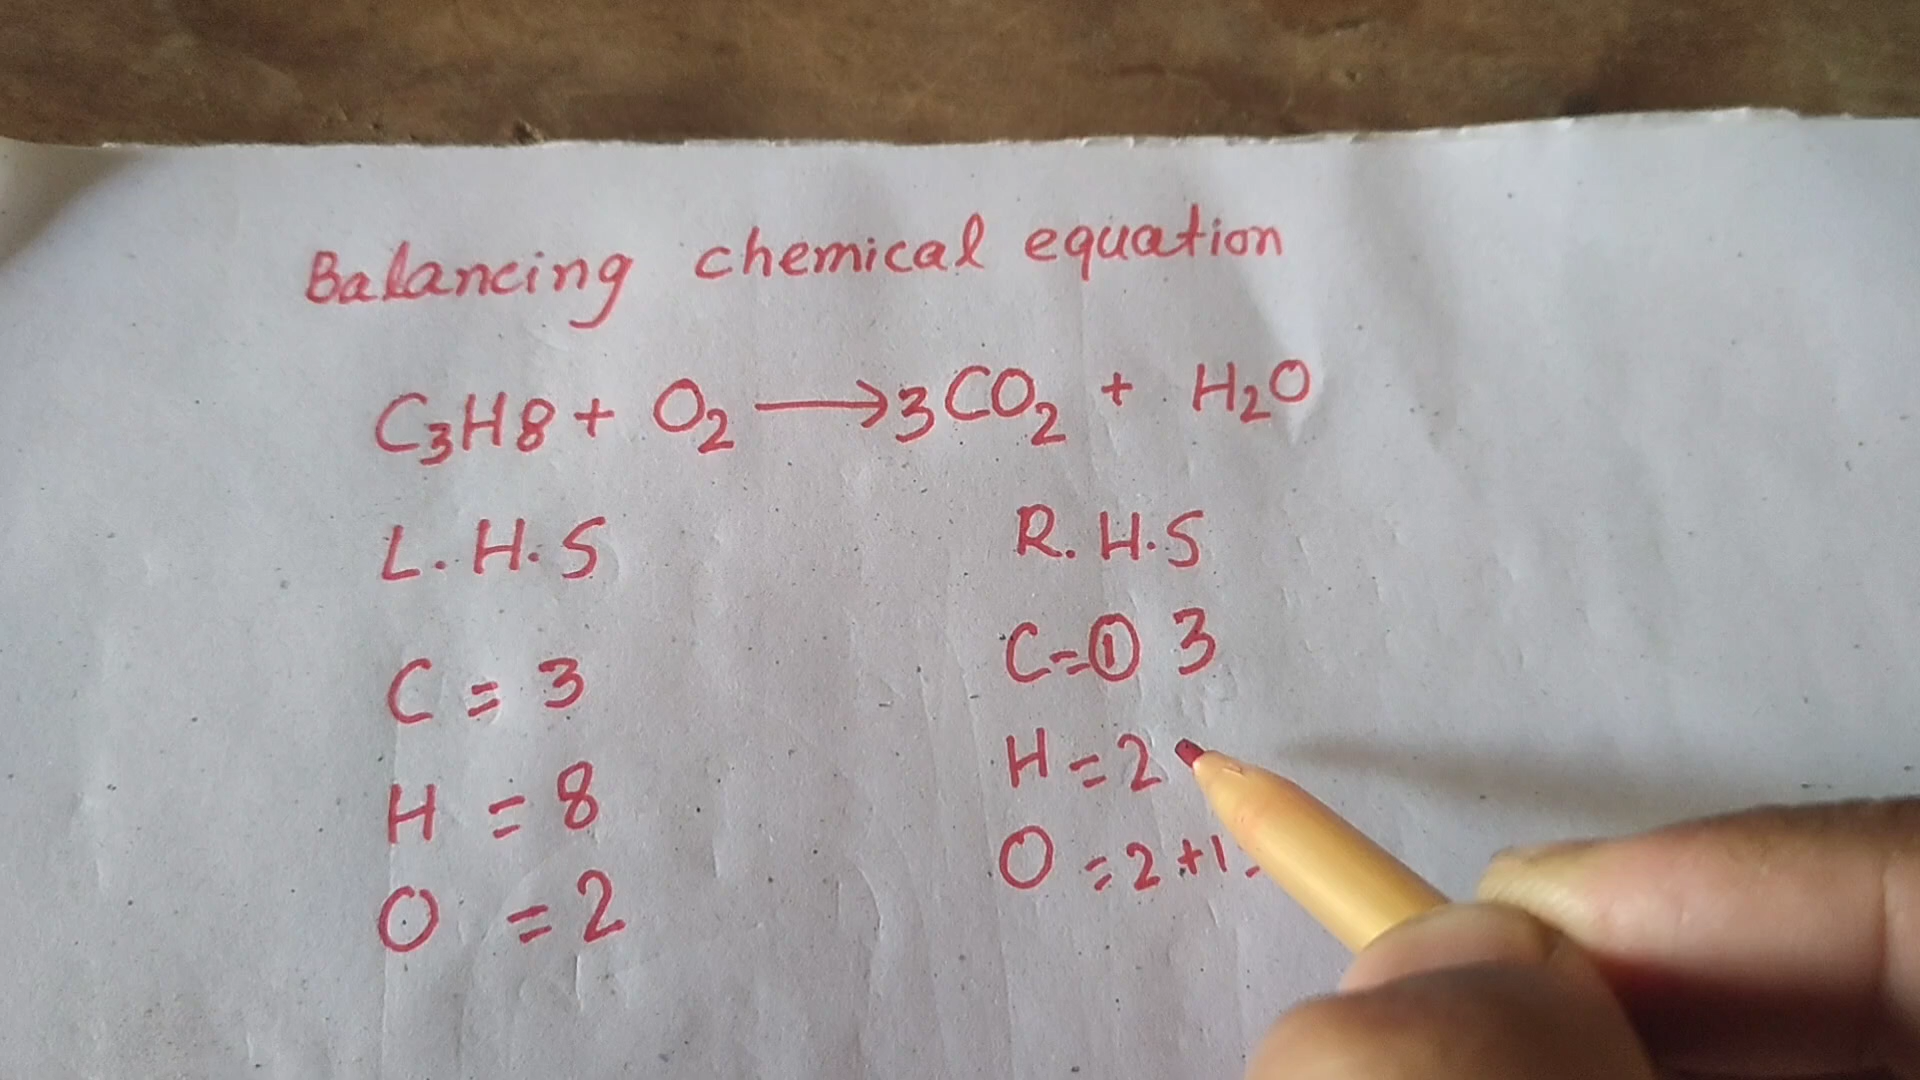 Balancing chemical equation
C₃H8 + O₂ ⟶ 3CO₂ + H₂O
L.H.S R.H.S
C = 3 C = ① 3
H = 8 H = 2
O = 2 O = 2 + 1 =